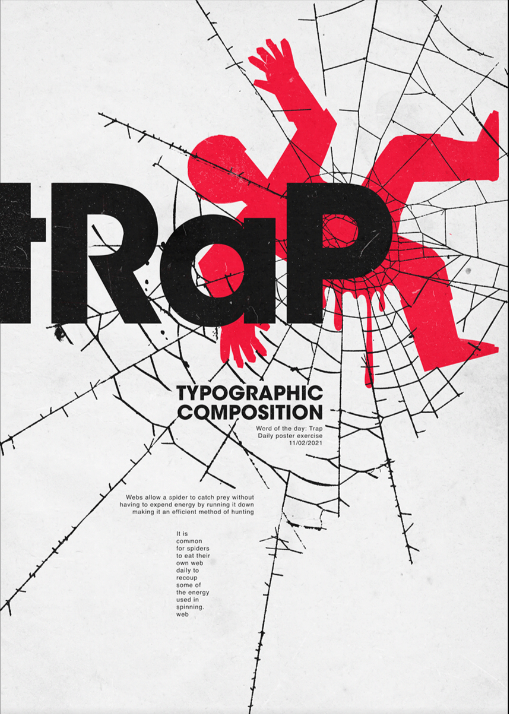 tRaP
TYPOGRAPHIC
COMPOSITION
Word of the day: Trap
Daily poster exercise
11/02/2021
Webs allow a spider to catch prey without
having to expend energy by running it down
making it an efficient method of hunting
It is
common
for spiders
to eat their
own web
daily to
recoup
some of
the energy
used in
spinning.
web